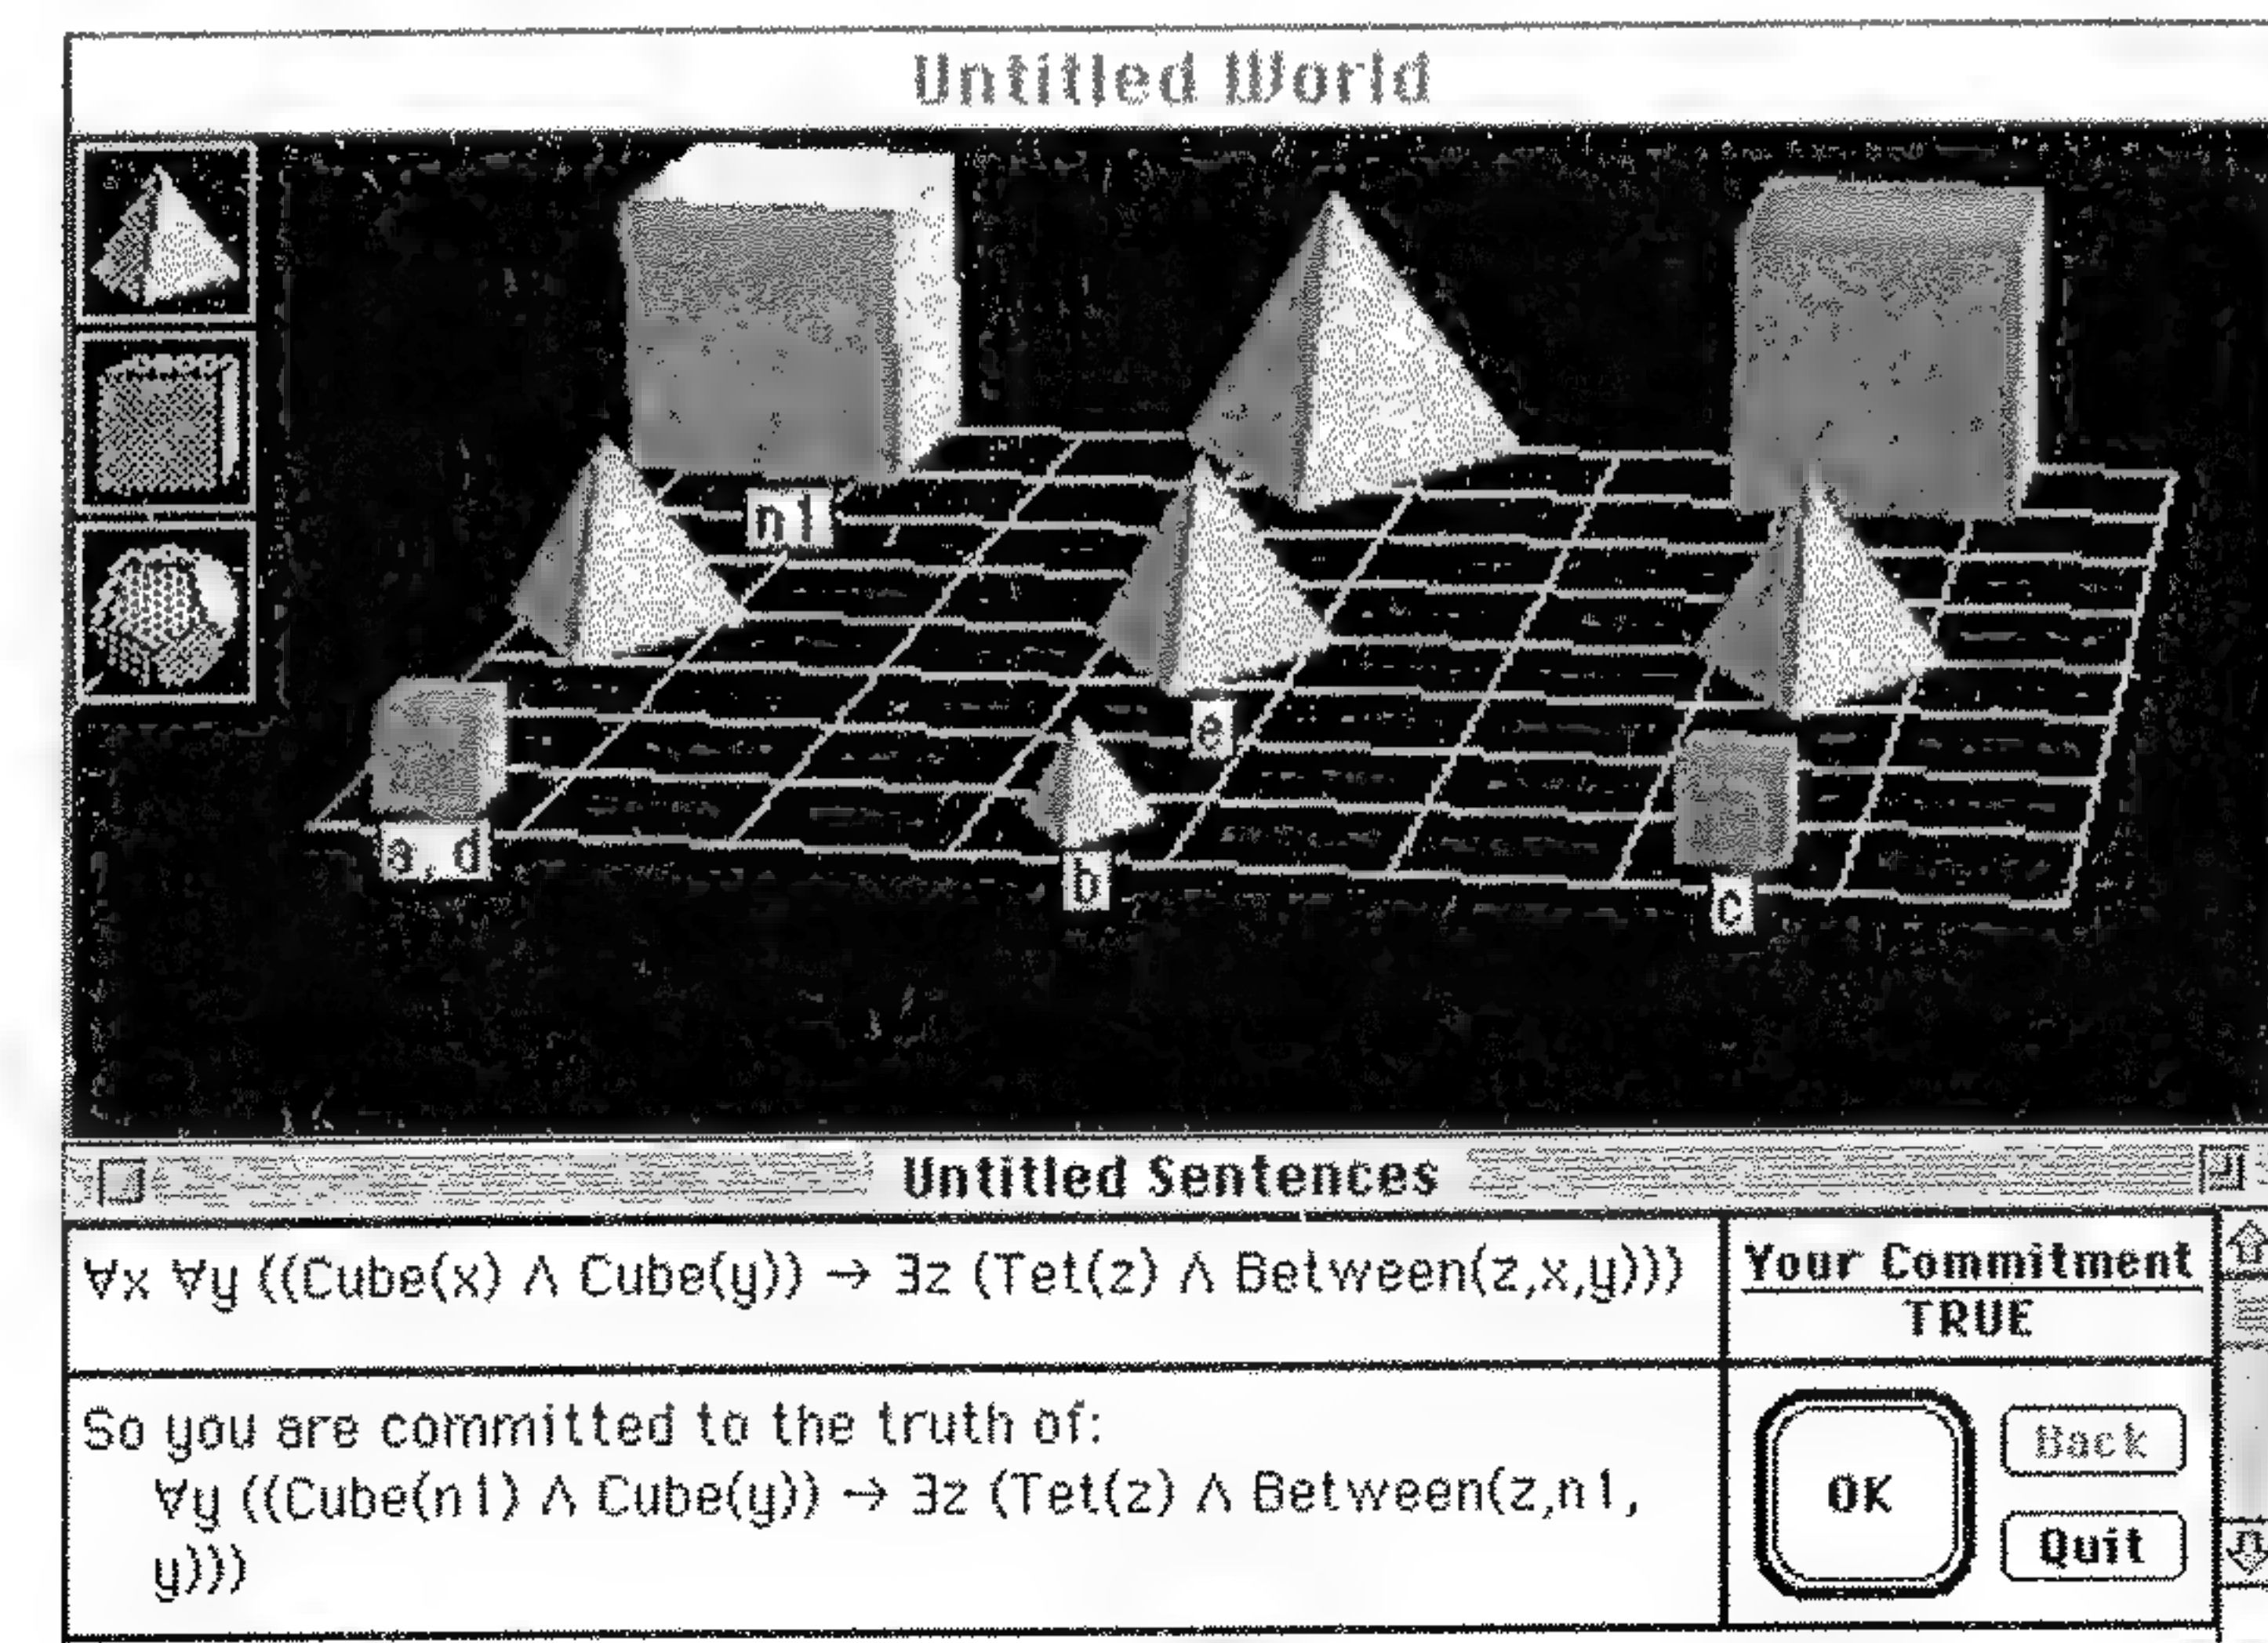 Untitled World
n1
e
a, d
b
c
Untitled Sentences
∀x ∀y ((Cube(x) ∧ Cube(y)) → ∃z (Tet(z) ∧ Between(z,x,y)))
Your Commitment
TRUE
So you are committed to the truth of:
∀y ((Cube(n1) ∧ Cube(y)) → ∃z (Tet(z) ∧ Between(z,n1,
y)))
OK
Back
Quit